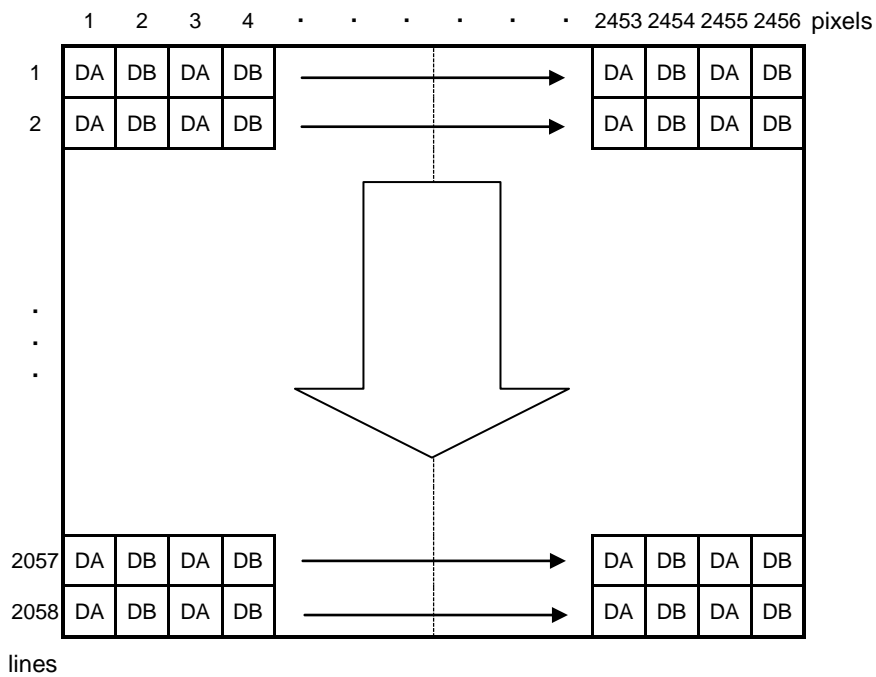 1 2 3 4 · · · · · · 2453 2454 2455 2456 pixels
1 DA DB DA DB DA DB DA DB
2 DA DB DA DB DA DB DA DB
·
·
·
2057 DA DB DA DB DA DB DA DB
2058 DA DB DA DB DA DB DA DB
lines